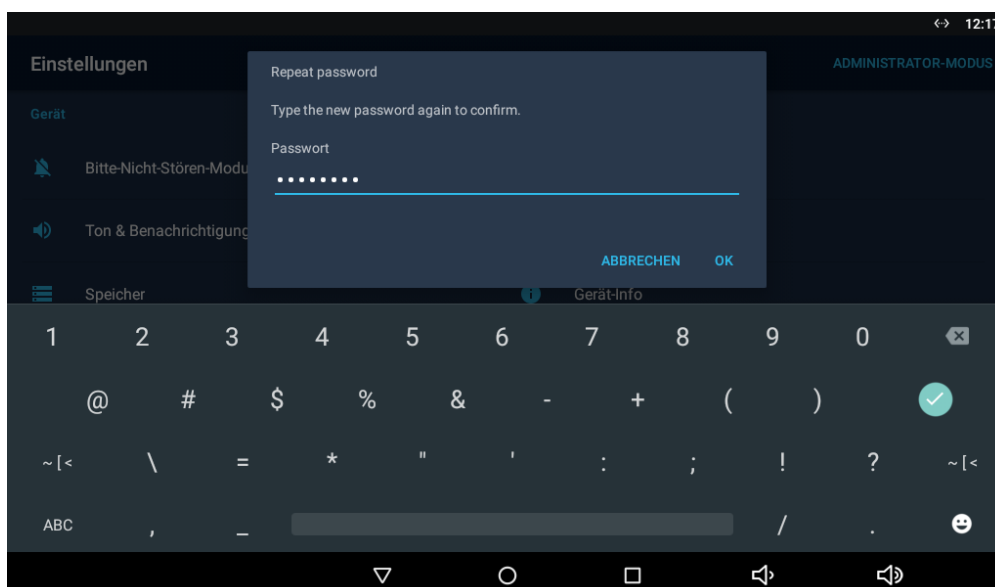 12:17
Einstellungen
ADMINISTRATOR-MODUS
Repeat password
Type the new password again to confirm.
Gerät
Passwort
Bitte-Nicht-Stören-Modu
••••••••
Ton & Benachrichtigung
ABBRECHEN OK
Speicher
Gerät-Info
1 2 3 4 5 6 7 8 9 0
@ # $ % & - + ( )
~ [ < \ = * " ' : ; ! ? ~ [ <
ABC , _ / .